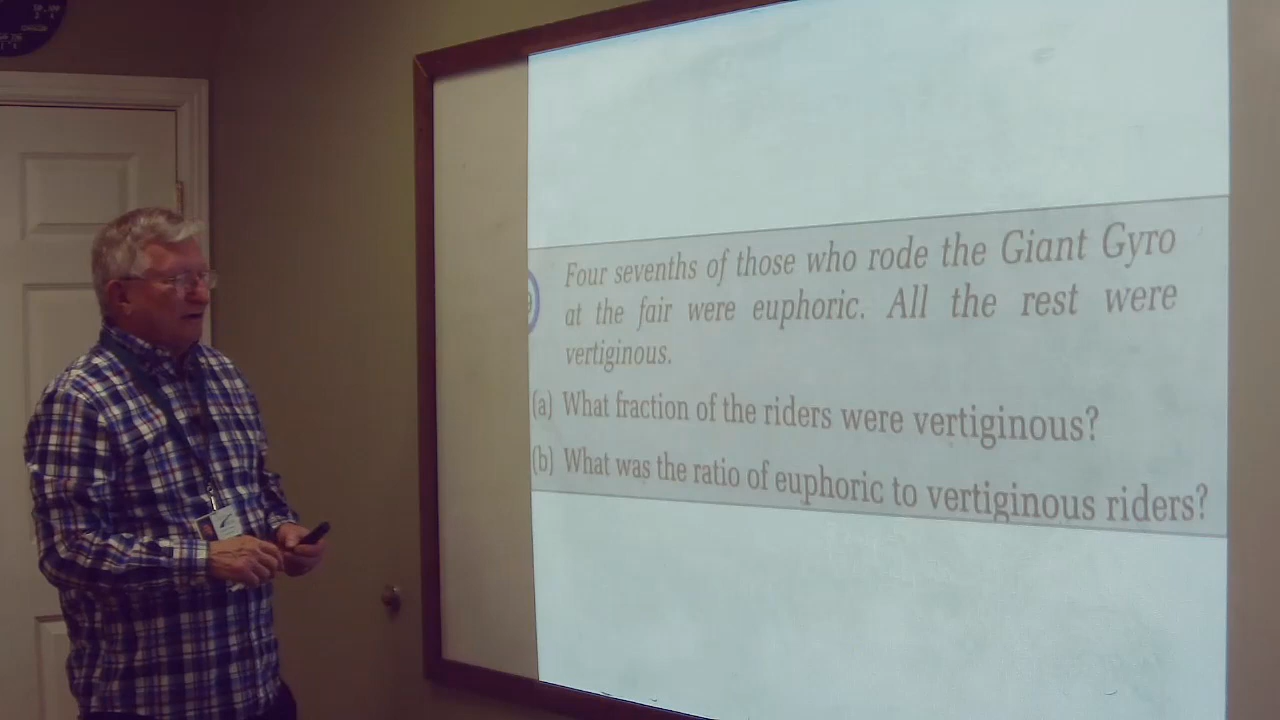 Four sevenths of those who rode the Giant Gyro
at the fair were euphoric. All the rest were
vertiginous.
(a) What fraction of the riders were vertiginous?
(b) What was the ratio of euphoric to vertiginous riders?